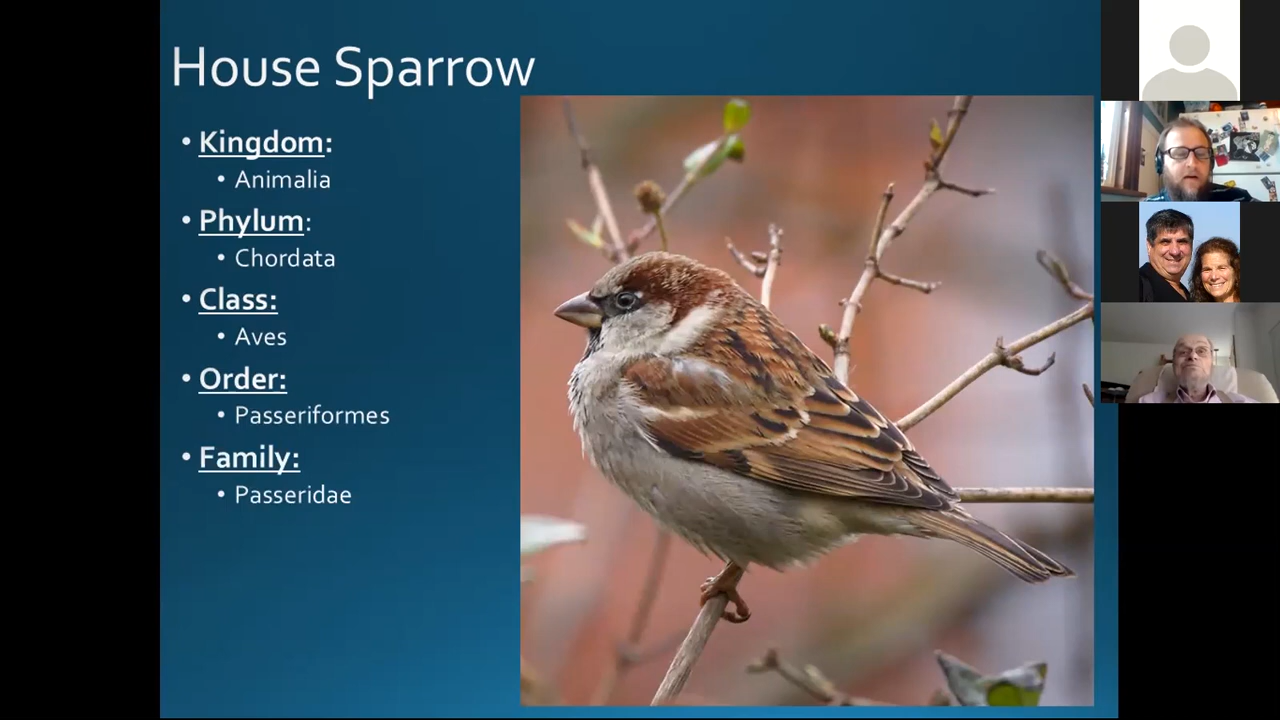 House Sparrow
• Kingdom:
• Animalia
• Phylum:
• Chordata
• Class:
• Aves
• Order:
• Passeriformes
• Family:
• Passeridae